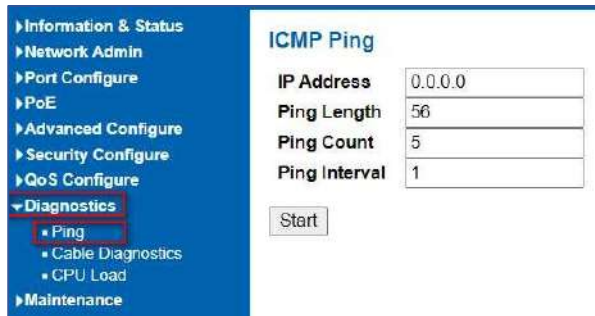 Information & Status
Network Admin
Port Configure
PoE
Advanced Configure
Security Configure
QoS Configure
Diagnostics
Ping
Cable Diagnostics
CPU Load
Maintenance
ICMP Ping
IP Address 0.0.0.0
Ping Length 56
Ping Count 5
Ping Interval 1
Start